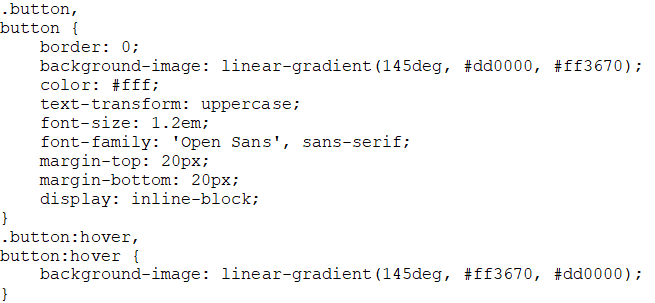 .button,
button {
    border: 0;
    background-image: linear-gradient(145deg, #dd0000, #ff3670);
    color: #fff;
    text-transform: uppercase;
    font-size: 1.2em;
    font-family: 'Open Sans', sans-serif;
    margin-top: 20px;
    margin-bottom: 20px;
    display: inline-block;
}
.button:hover,
button:hover {
    background-image: linear-gradient(145deg, #ff3670, #dd0000);
}